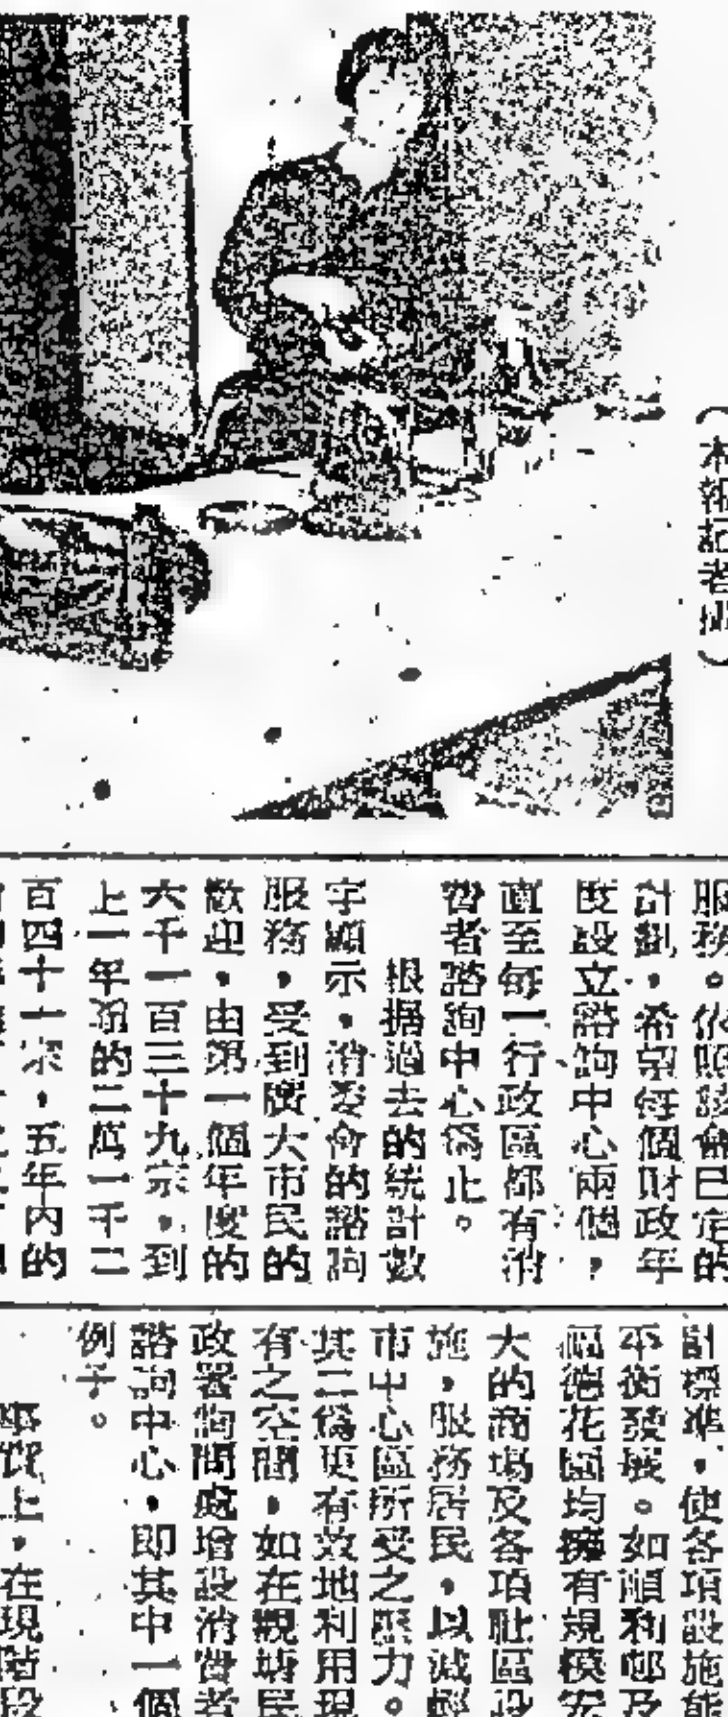 （本報記者攝）
服務。依照該會已定的
計劃，希望每個財政年
度設立諮詢中心兩個，
直至每一行政區都有消
費者諮詢中心為止。
根据過去的統計數
字顯示，消委會的諮詢
服務，受到廣大市民的
歡迎，由第一個年度的
六千一百三十九宗，到
上一年度的二萬一千二
百四十一宗，五年內的
計標準，使各項設施能
平衡發展。如順利邨及
福德花園均擁有規模宏
大的商場及各項社區設
施，服務居民，以減輕
市中心區所受之壓力。
其二為更有效地利用現
有之空間，如在觀塘民
政署詢問處增設消費者
諮詢中心，即其中一個
例子。
事實上，在現階段